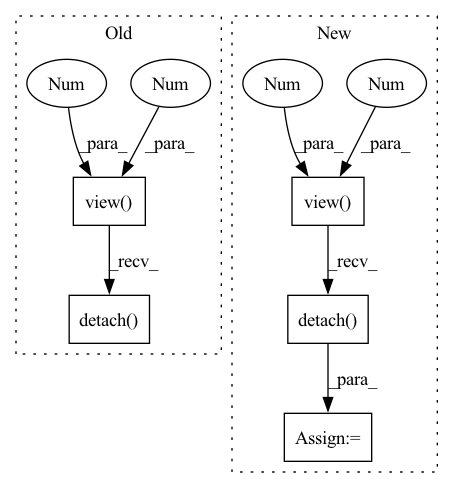 Old
New
Num
Num
Num
Num
_para_
_para_
_para_
_para_
view()
view()
_recv_
_recv_
detach()
detach()
_para_
Assign:=